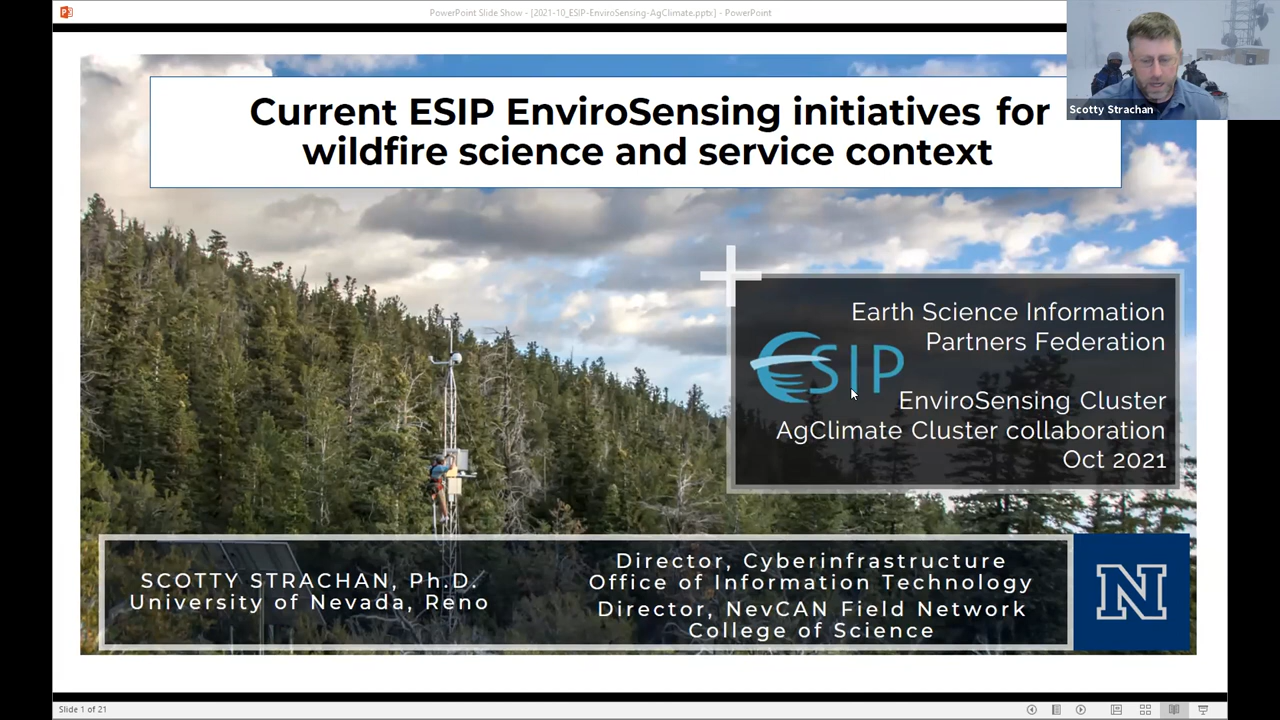 PowerPoint Slide Show - [2021-10_ESIP-EnviroSensing-AgClimate.pptx] - PowerPoint
Scotty Strachan
Current ESIP EnviroSensing initiatives for
wildfire science and service context
Earth Science Information
Partners Federation
ESIP
EnviroSensing Cluster
AgClimate Cluster collaboration
Oct 2021
SCOTTY STRACHAN, Ph.D.
University of Nevada, Reno
Director, Cyberinfrastructure
Office of Information Technology
Director, NevCAN Field Network
College of Science
N
Slide 1 of 21